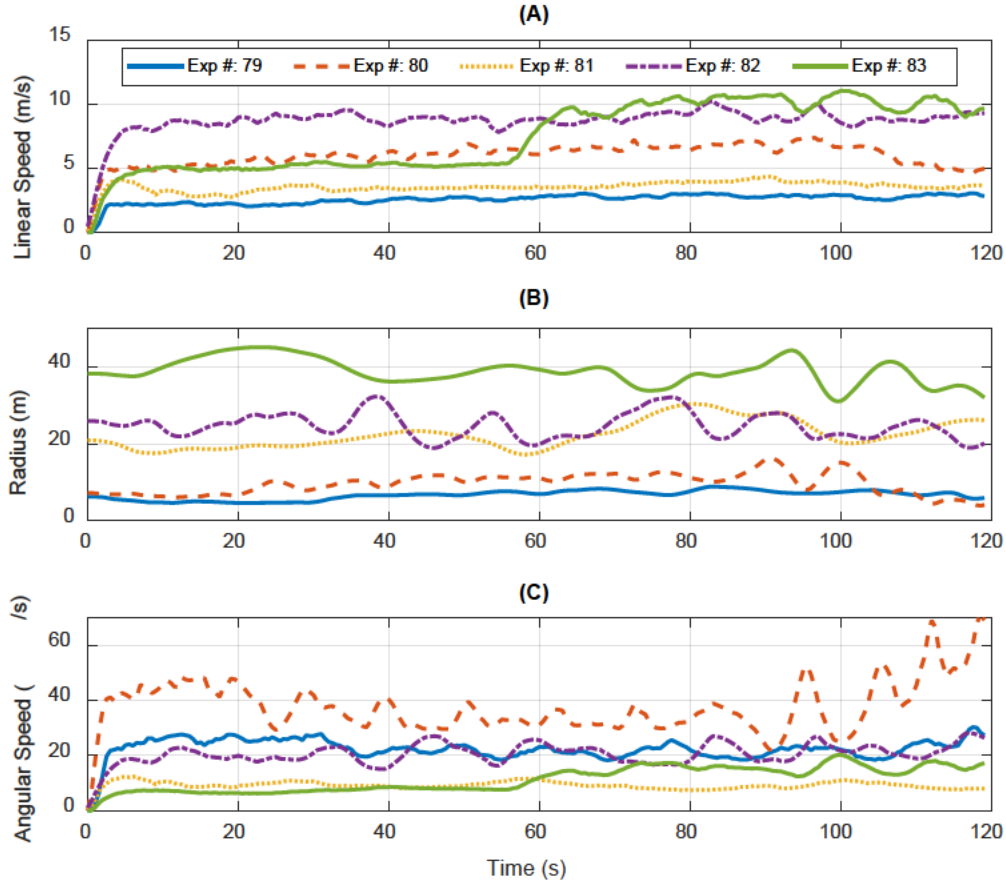 (A)
Linear Speed (m/s)
15
10
5
0
Exp #: 79 Exp #: 80 Exp #: 81 Exp #: 82 Exp #: 83
0 20 40 60 80 100 120
(B)
Radius (m)
40
20
0
0 20 40 60 80 100 120
(C)
Angular Speed ( /s)
60
40
20
0
0 20 40 60 80 100 120
Time (s)